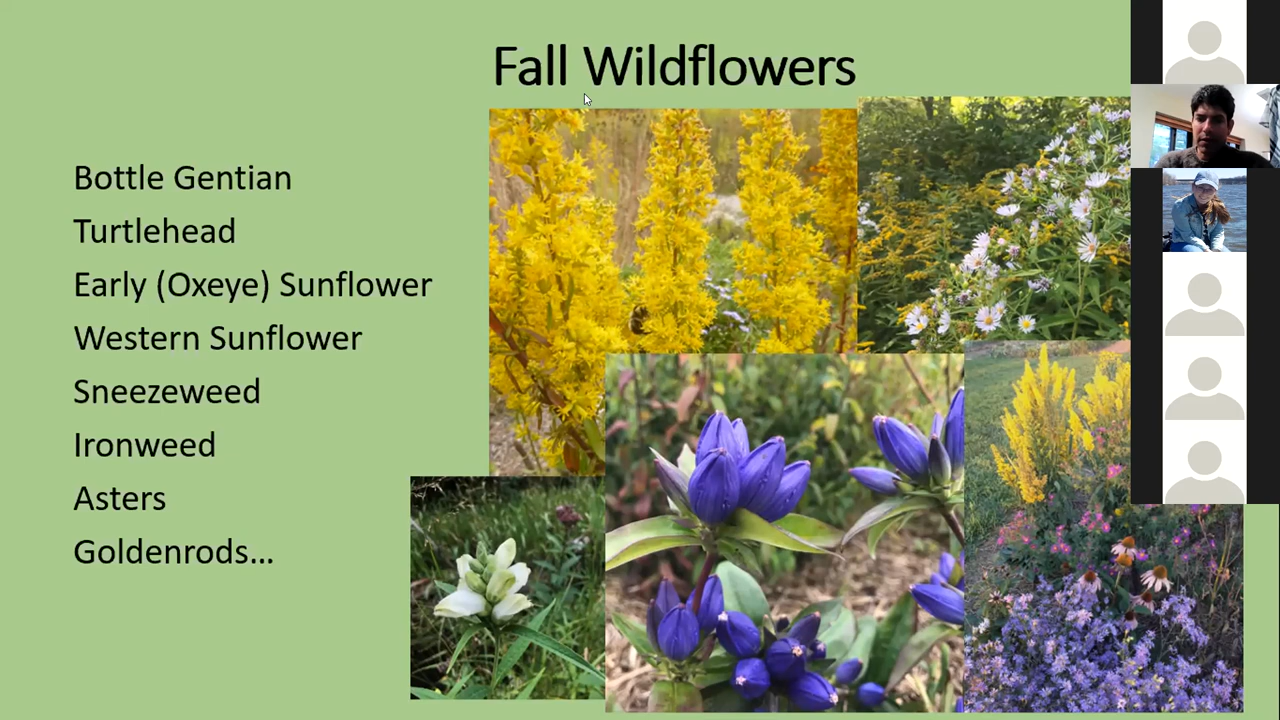 Fall Wildflowers
Bottle Gentian
Turtlehead
Early (Oxeye) Sunflower
Western Sunflower
Sneezeweed
Ironweed
Asters
Goldenrods...